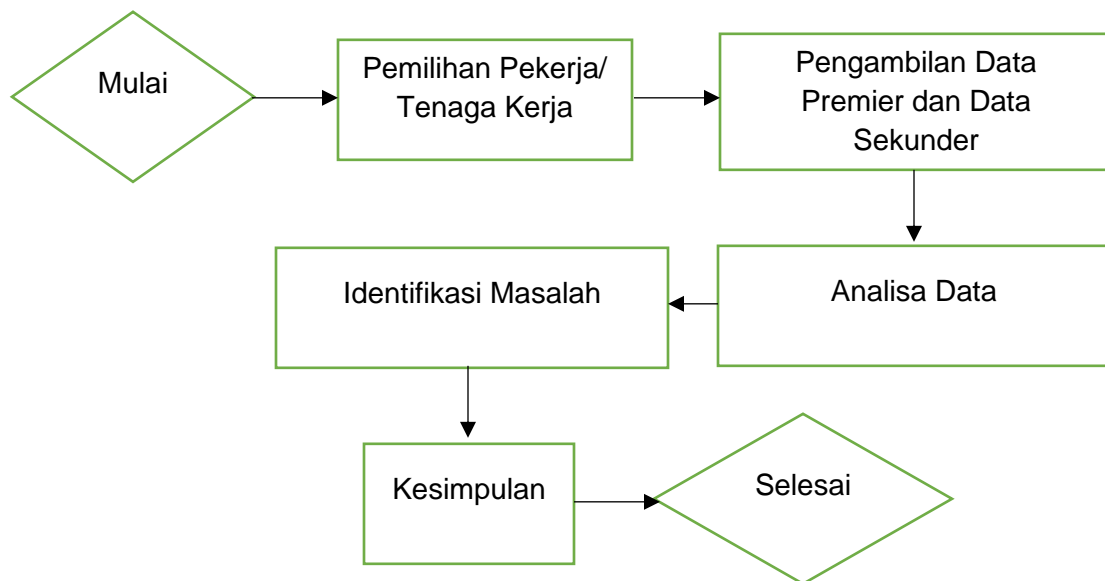 Mulai
Pemilihan Pekerja/
Tenaga Kerja
Pengambilan Data
Premier dan Data
Sekunder
Analisa Data
Identifikasi Masalah
Kesimpulan
Selesai